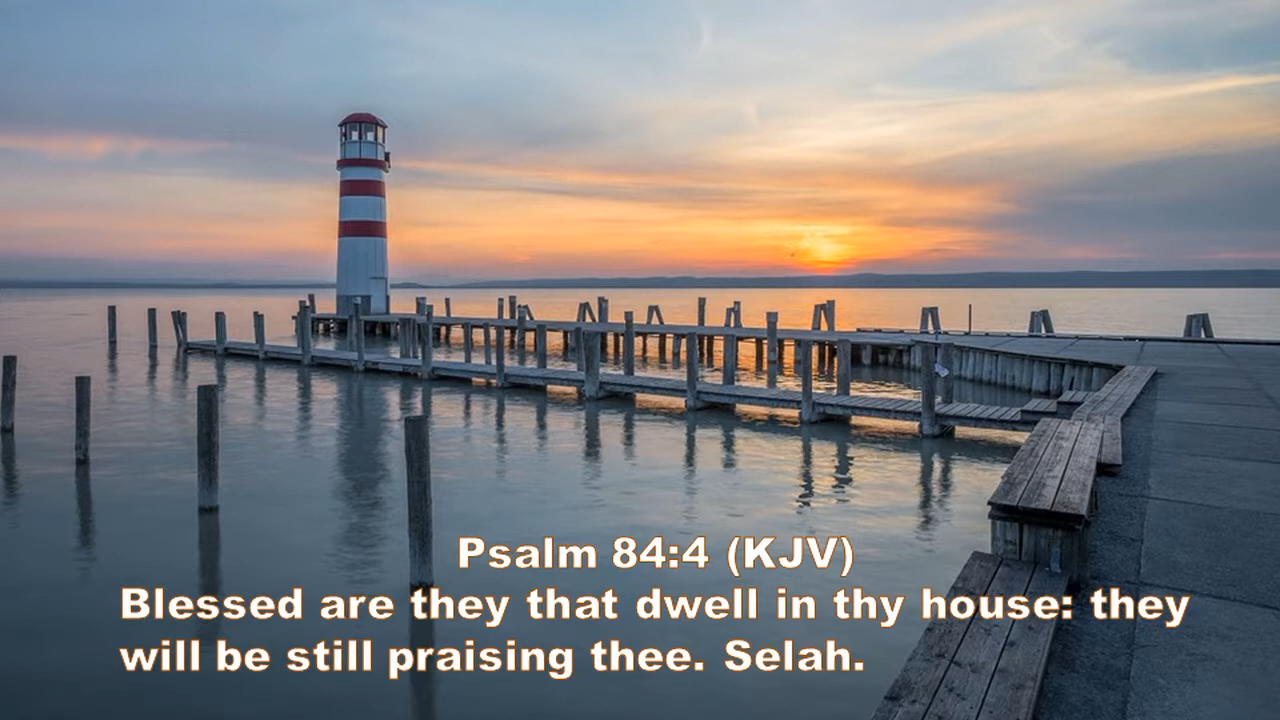 Psalm 84:4 (KJV)
Blessed are they that dwell in thy house: they
will be still praising thee. Selah.